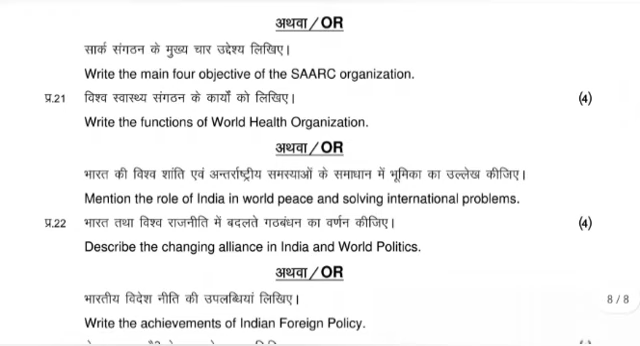 अथवा/OR
सार्क संगठन के मुख्य चार उद्देश्य लिखिए।
Write the main four objective of the SAARC organization.
प्र.21 विश्व स्वास्थ्य संगठन के कार्यों को लिखिए। (4)
Write the functions of World Health Organization.
अथवा/OR
भारत की विश्व शांति एवं अन्तर्राष्ट्रीय समस्याओं के समाधान में भूमिका का उल्लेख कीजिए।
Mention the role of India in world peace and solving international problems.
प्र.22 भारत तथा विश्व राजनीति में बदलते गठबंधन का वर्णन कीजिए। (4)
Describe the changing alliance in India and World Politics.
अथवा/OR
भारतीय विदेश नीति की उपलब्धियां लिखिए।
8/8
Write the achievements of Indian Foreign Policy.